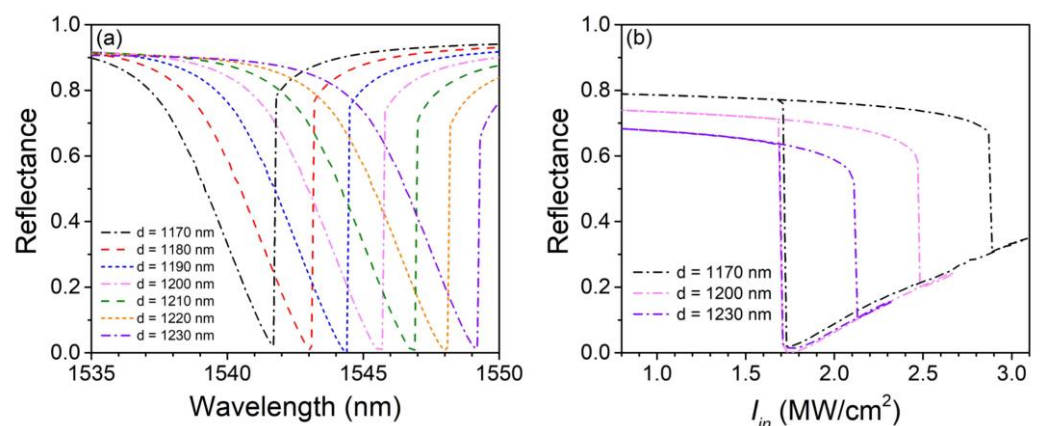 (a)
1.0
0.8
0.6
0.4
0.2
0.0
Reflectance
d = 1170 nm
d = 1180 nm
d = 1190 nm
d = 1200 nm
d = 1210 nm
d = 1220 nm
d = 1230 nm
1535
1540
1545
1550
Wavelength (nm)
(b)
1.0
0.8
0.6
0.4
0.2
0.0
Reflectance
d = 1170 nm
d = 1200 nm
d = 1230 nm
1.0
1.5
2.0
2.5
3.0
I_in (MW/cm²)